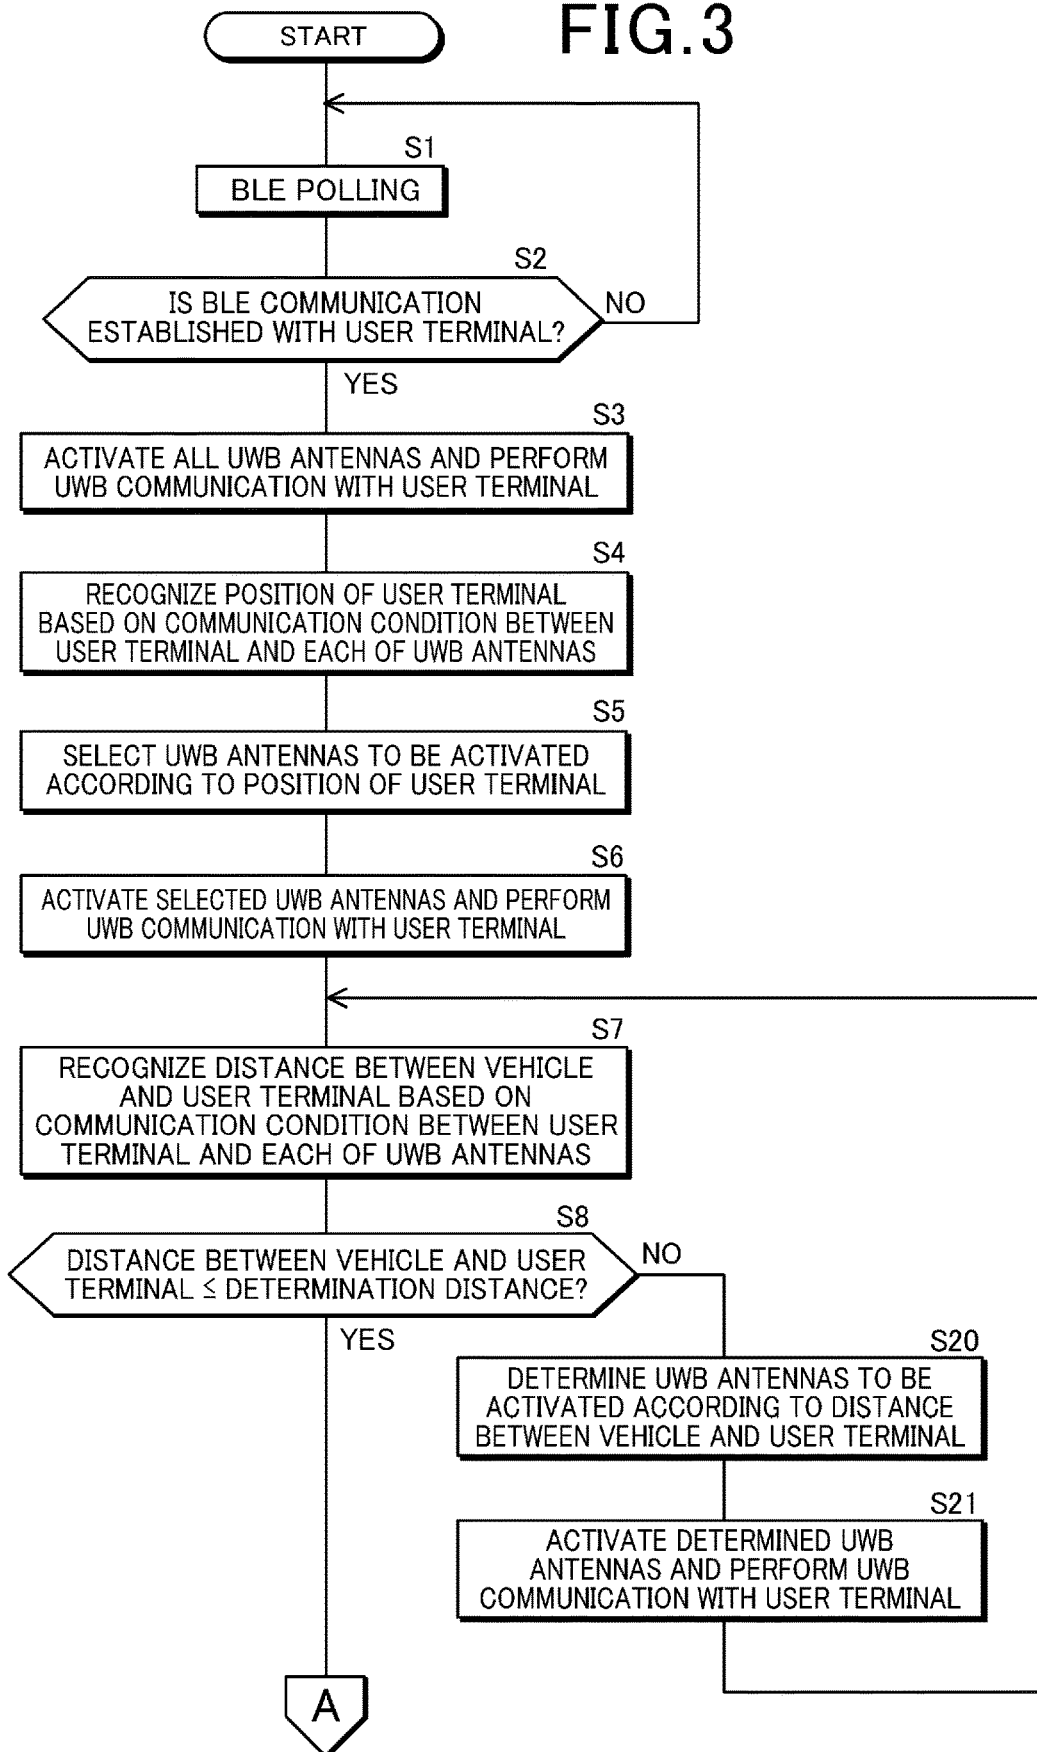 FIG.3
START
S1
BLE POLLING
S2
IS BLE COMMUNICATION
ESTABLISHED WITH USER TERMINAL?
NO
YES
S3
ACTIVATE ALL UWB ANTENNAS AND PERFORM
UWB COMMUNICATION WITH USER TERMINAL
S4
RECOGNIZE POSITION OF USER TERMINAL
BASED ON COMMUNICATION CONDITION BETWEEN
USER TERMINAL AND EACH OF UWB ANTENNAS
S5
SELECT UWB ANTENNAS TO BE ACTIVATED
ACCORDING TO POSITION OF USER TERMINAL
S6
ACTIVATE SELECTED UWB ANTENNAS AND PERFORM
UWB COMMUNICATION WITH USER TERMINAL
S7
RECOGNIZE DISTANCE BETWEEN VEHICLE
AND USER TERMINAL BASED ON
COMMUNICATION CONDITION BETWEEN USER
TERMINAL AND EACH OF UWB ANTENNAS
S8
DISTANCE BETWEEN VEHICLE AND USER
TERMINAL ≤ DETERMINATION DISTANCE?
NO
YES
S20
DETERMINE UWB ANTENNAS TO BE
ACTIVATED ACCORDING TO DISTANCE
BETWEEN VEHICLE AND USER TERMINAL
S21
ACTIVATE DETERMINED UWB
ANTENNAS AND PERFORM UWB
COMMUNICATION WITH USER TERMINAL
A